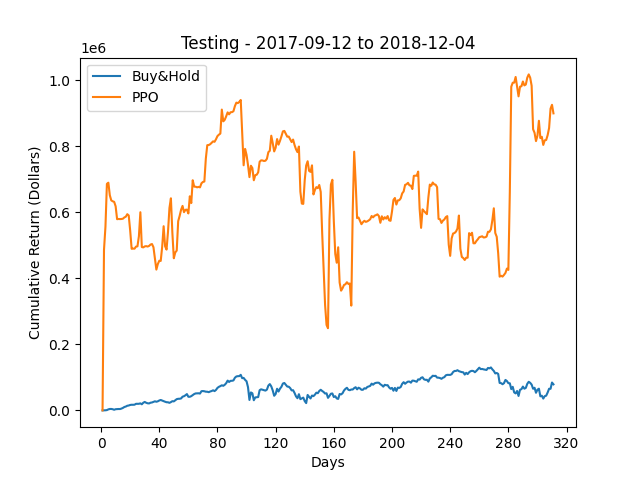 Testing - 2017-09-12 to 2018-12-04
1e6
Buy&Hold
PPO
1.0
0.8
0.6
0.4
0.2
0.0
Cumulative Return (Dollars)
0 40 80 120 160 200 240 280 320
Days